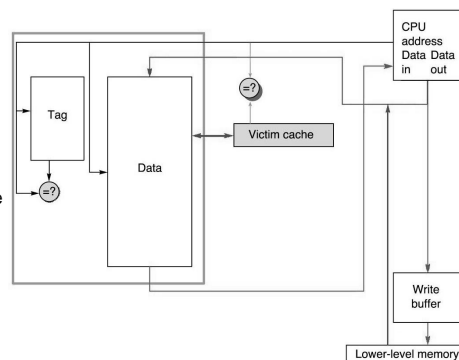 CPU
address
Data Data
in out
=?
Tag
Victim cache
Data
=?
e
Write
buffer
Lower-level memory